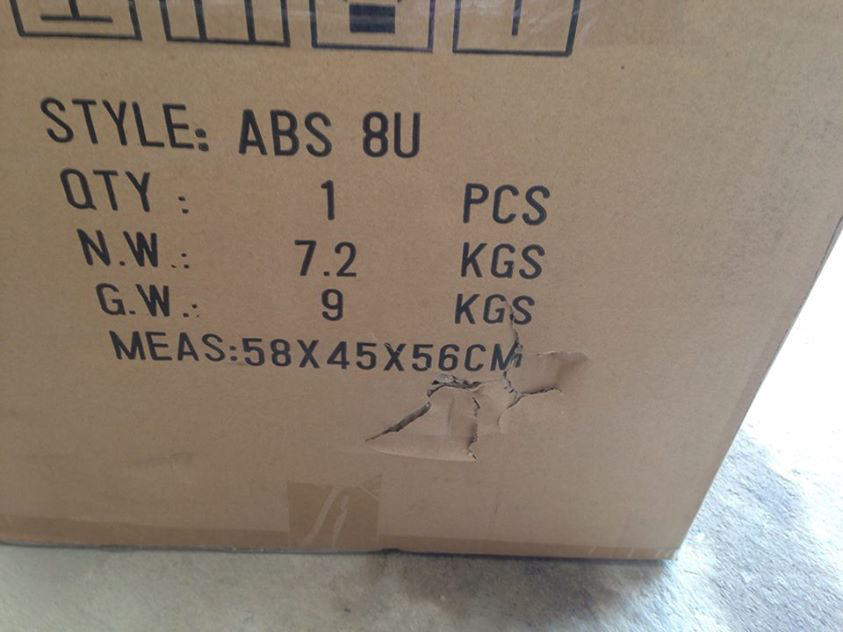 STYLE: ABS 8U
QTY : 1 PCS
N.W.: 7.2 KGS
G.W.: 9 KGS
MEAS:58X45X56CM